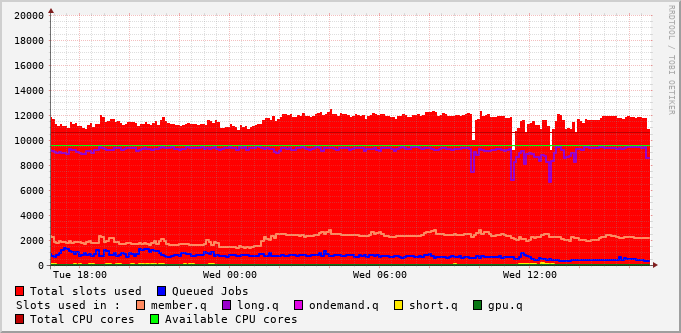 20000
18000
16000
14000
12000
10000
8000
6000
4000
2000
0
Tue 18:00 Wed 00:00 Wed 06:00 Wed 12:00
Total slots used Queued Jobs
Slots used in : member.q long.q ondemand.q short.q gpu.q
Total CPU cores Available CPU cores
RRDTOOL / TOBI OETIKER